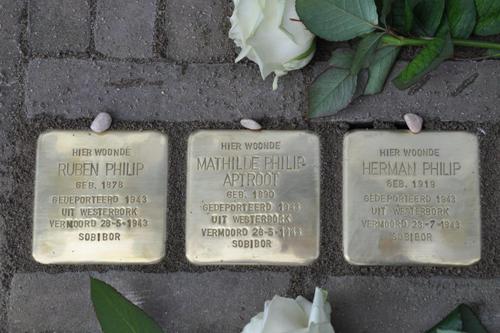 HIER WOONDE
RUBEN PHILIP
GEB. 1878
GEDEPORTEERD 1943
UIT WESTERBORK
VERMOORD 28-5-1943
SOBIBOR
HIER WOONDE
MATHILDE PHILIP
APTROOT
GEB. 1890
GEDEPORTEERD 1943
UIT WESTERBORK
VERMOORD 28-5-1943
SOBIBOR
HIER WOONDE
HERMAN PHILIP
GEB. 1919
GEDEPORTEERD 1943
UIT WESTERBORK
VERMOORD 23-7-1943
SOBIBOR